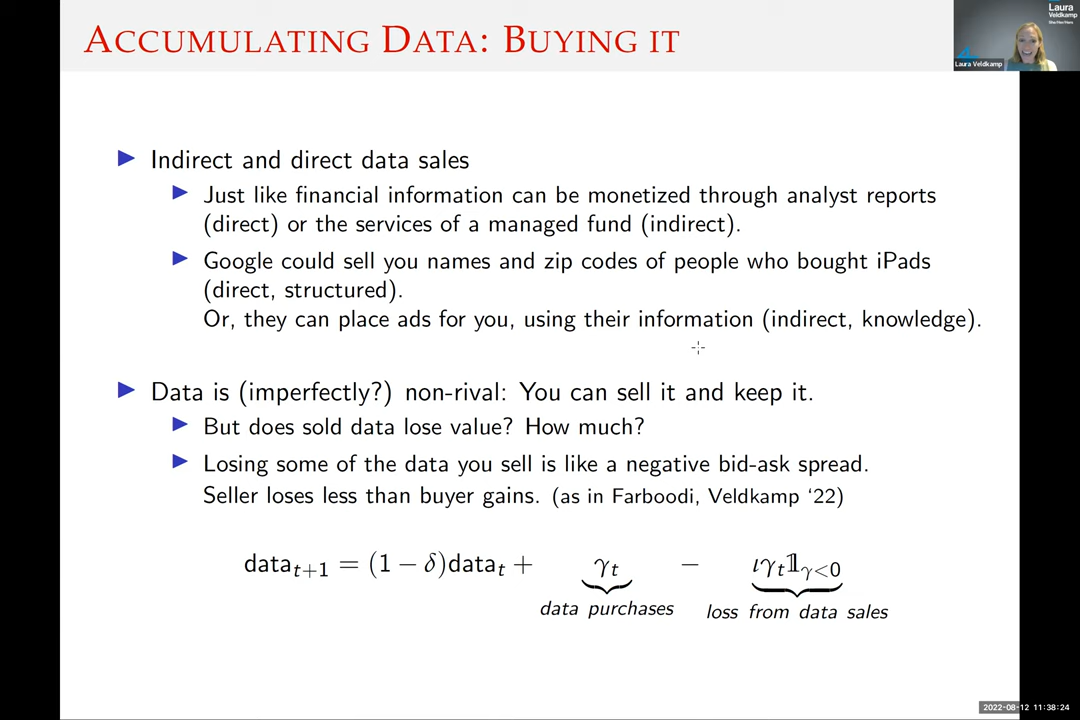 ACCUMULATING DATA: BUYING IT
Laura
Veldkamp
Laura Veldkamp
▶ Indirect and direct data sales
▶ Just like financial information can be monetized through analyst reports
(direct) or the services of a managed fund (indirect).
▶ Google could sell you names and zip codes of people who bought iPads
(direct, structured).
Or, they can place ads for you, using their information (indirect, knowledge).
▶ Data is (imperfectly?) non-rival: You can sell it and keep it.
▶ But does sold data lose value? How much?
▶ Losing some of the data you sell is like a negative bid-ask spread.
Seller loses less than buyer gains. (as in Farboodi, Veldkamp ‘22)
data_{t+1} = (1 − δ)data_t + γ_t − ιγ_t𝟙_{γ<0}
data purchases loss from data sales
2022-08-12 11:38:24